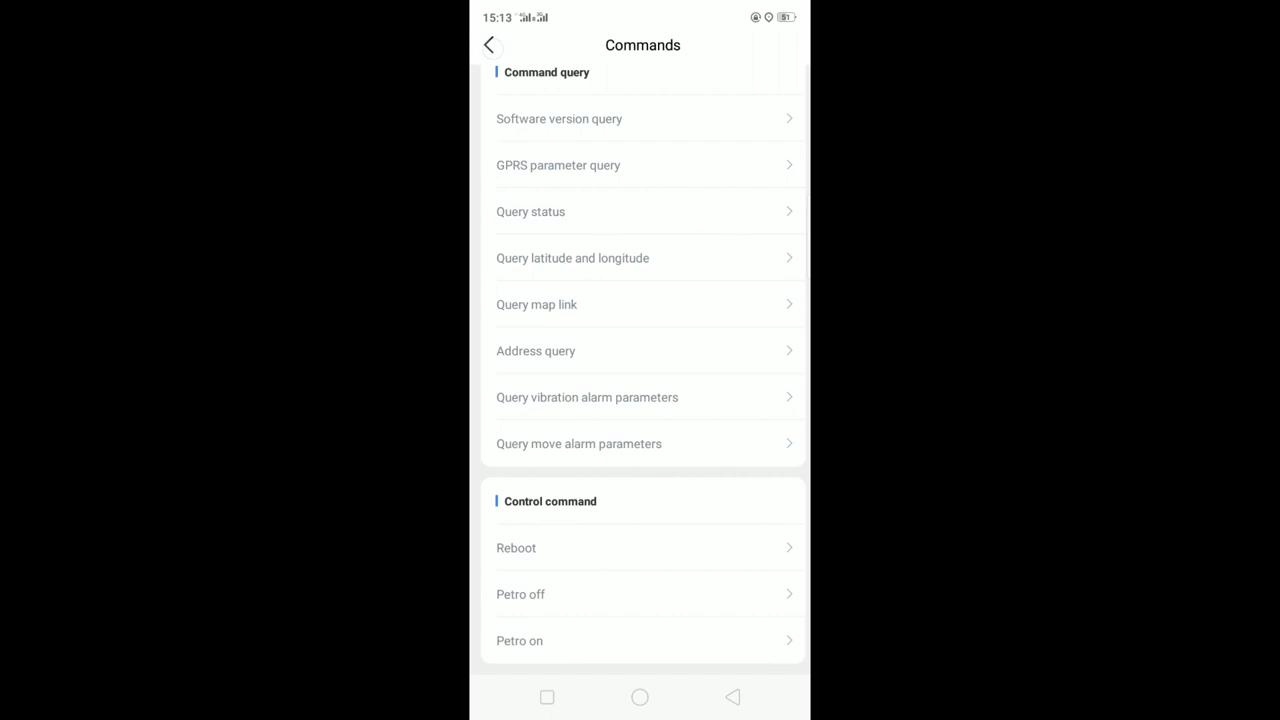 15:13
51
Commands
Command query
Software version query
GPRS parameter query
Query status
Query latitude and longitude
Query map link
Address query
Query vibration alarm parameters
Query move alarm parameters
Control command
Reboot
Petro off
Petro on